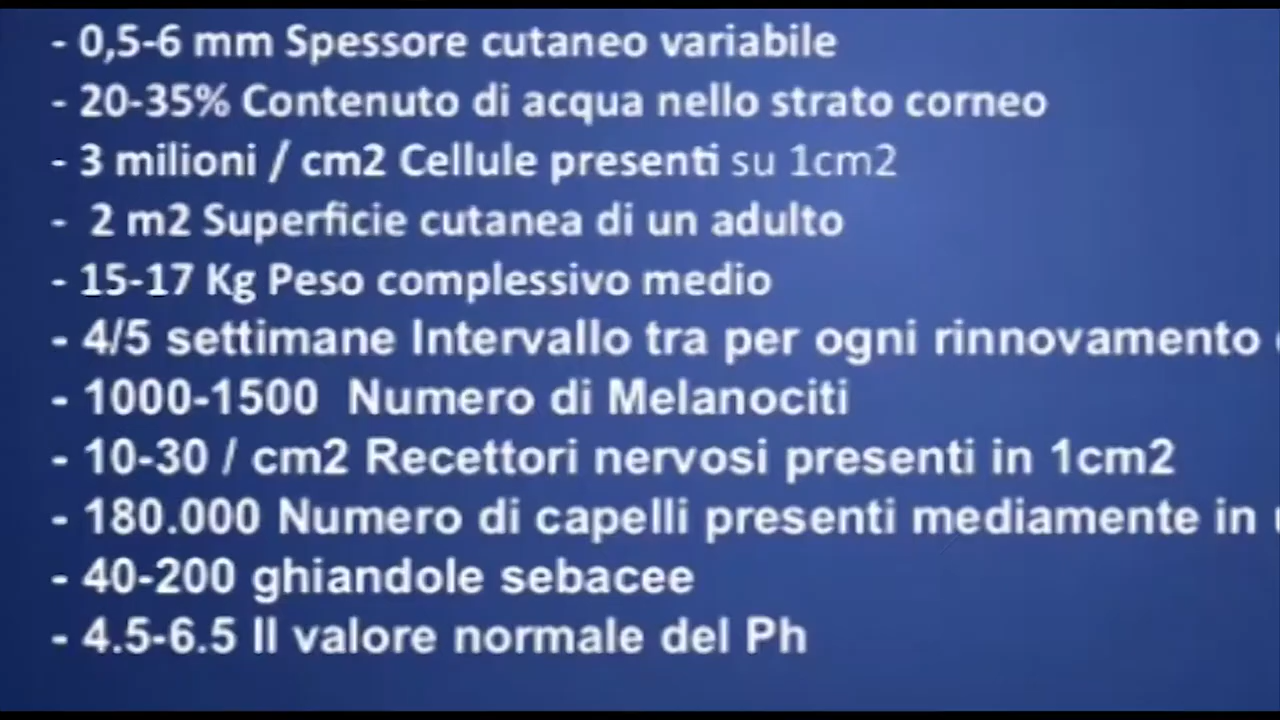 - 0,5-6 mm Spessore cutaneo variabile
- 20-35% Contenuto di acqua nello strato corneo
- 3 milioni / cm2 Cellule presenti su 1cm2
- 2 m2 Superficie cutanea di un adulto
- 15-17 Kg Peso complessivo medio
- 4/5 settimane Intervallo tra per ogni rinnovamento
- 1000-1500 Numero di Melanociti
- 10-30 / cm2 Recettori nervosi presenti in 1cm2
- 180.000 Numero di capelli presenti mediamente in
- 40-200 ghiandole sebacee
- 4.5-6.5 Il valore normale del Ph